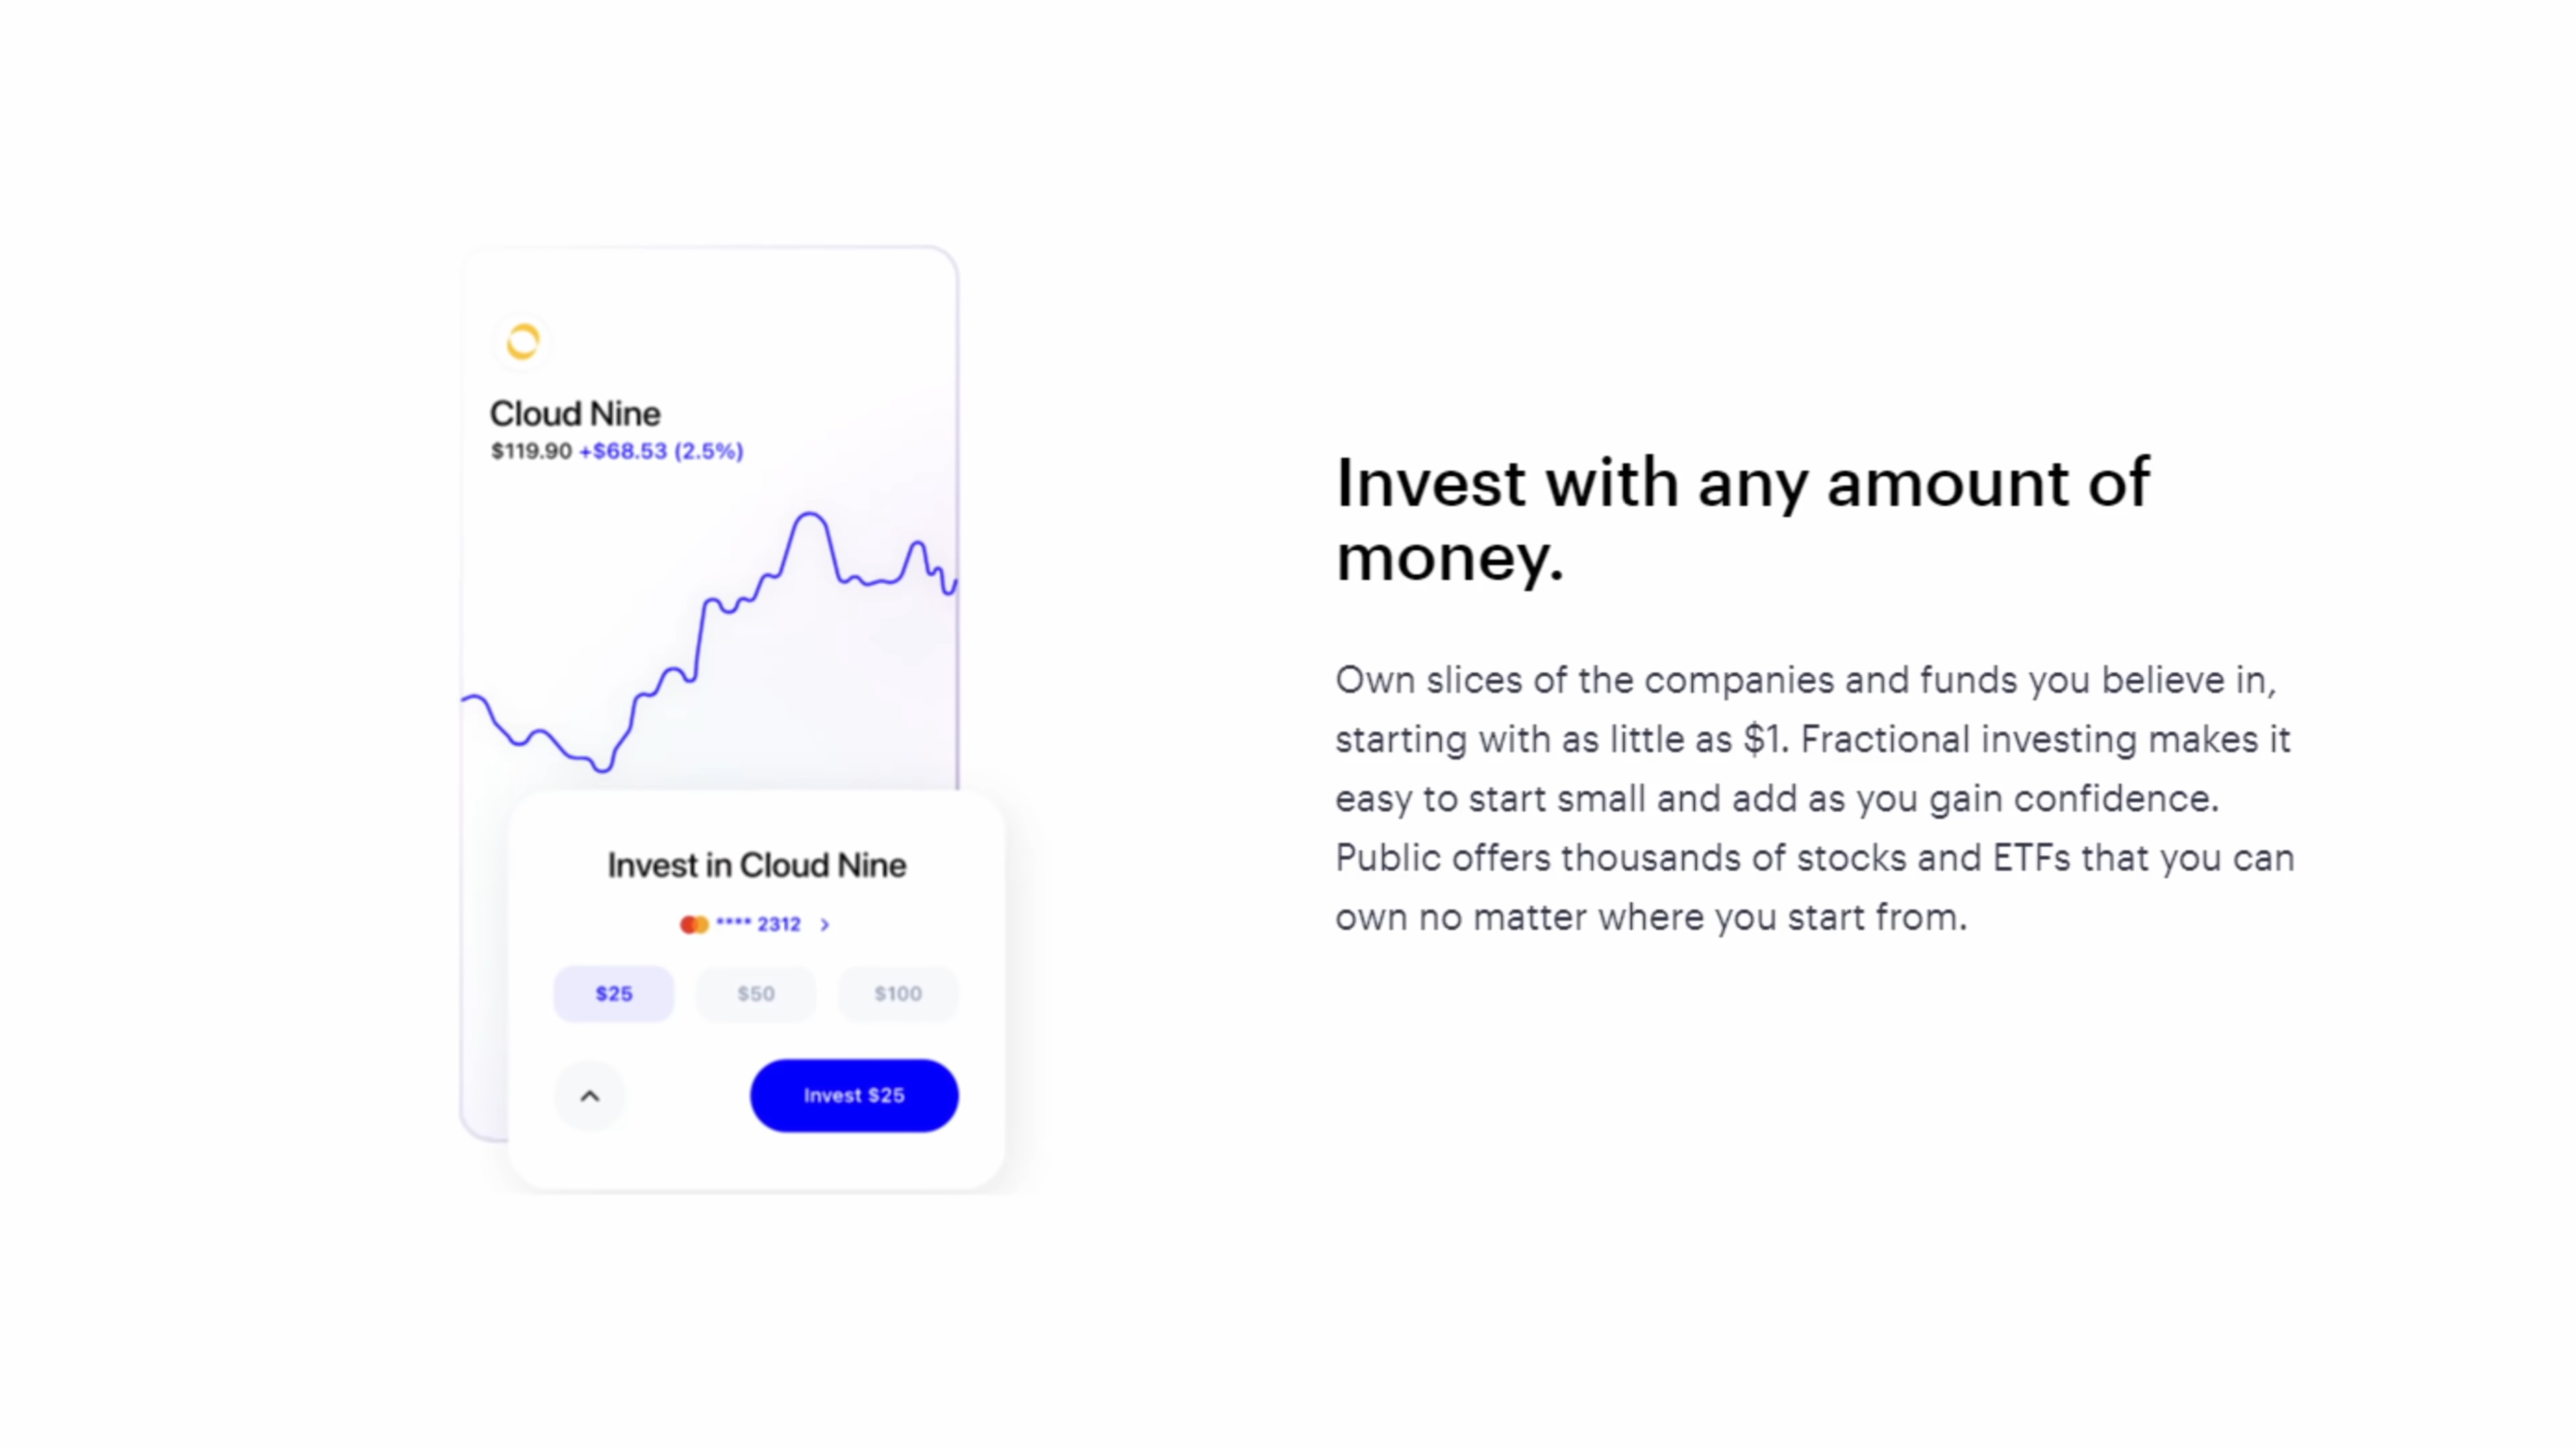 Cloud Nine
$119.90 +$68.53 (2.5%)
Invest in Cloud Nine
**** 2312 >
$25 $50 $100
Invest $25
Invest with any amount of
money.
Own slices of the companies and funds you believe in,
starting with as little as $1. Fractional investing makes it
easy to start small and add as you gain confidence.
Public offers thousands of stocks and ETFs that you can
own no matter where you start from.